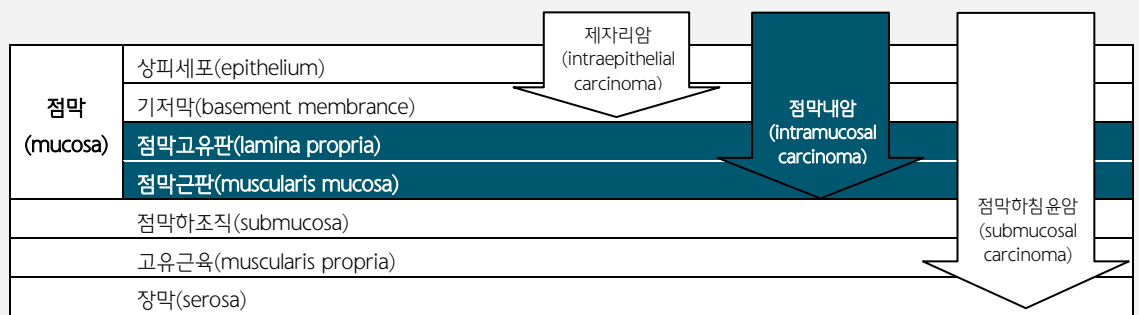 제자리암
(intraepithelial
carcinoma)
점막내암
(intramucosal
carcinoma)
점막하침윤암
(submucosal
carcinoma)
점막
(mucosa)
상피세포(epithelium)
기저막(basement membrance)
점막고유판(lamina propria)
점막근판(muscularis mucosa)
점막하조직(submucosa)
고유근육(muscularis propria)
장막(serosa)